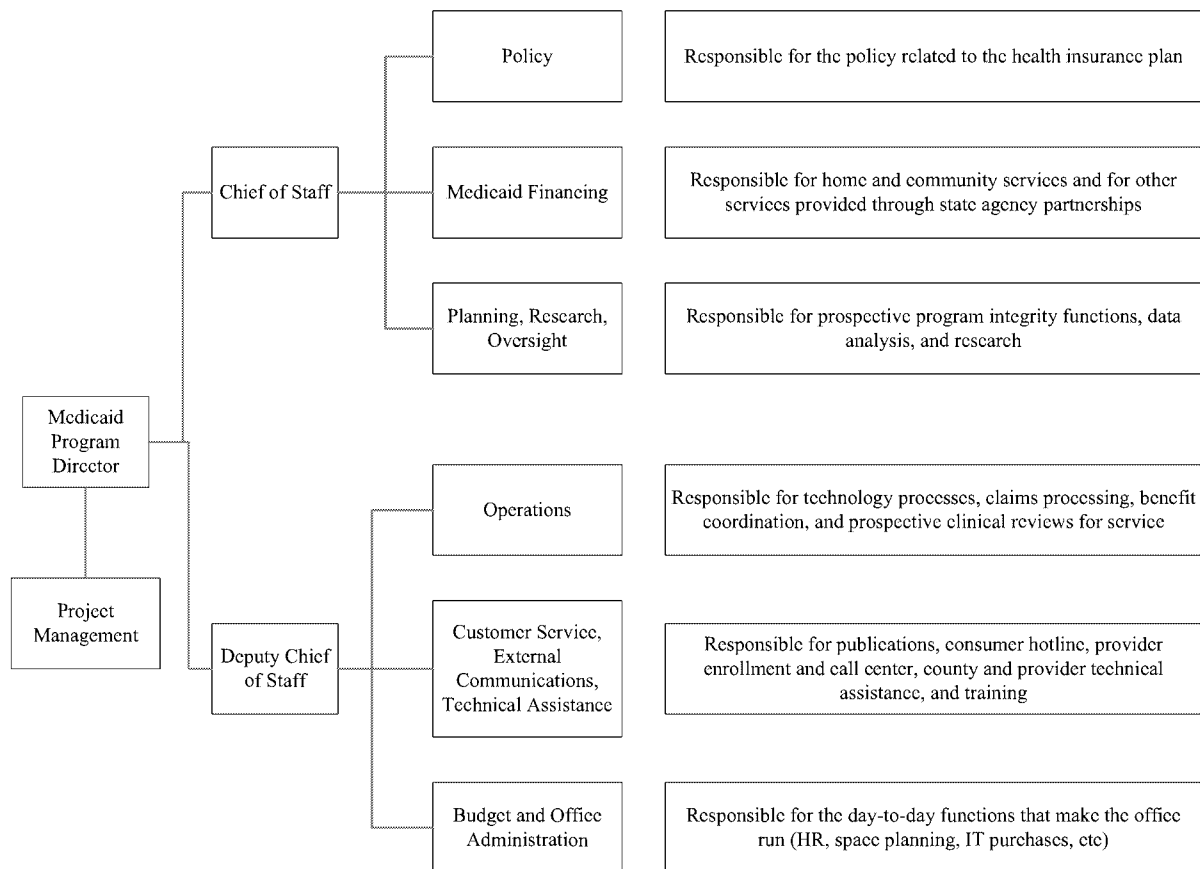 Policy
Responsible for the policy related to the health insurance plan
Chief of Staff
Medicaid Financing
Responsible for home and community services and for other
services provided through state agency partnerships
Planning, Research,
Oversight
Responsible for prospective program integrity functions, data
analysis, and research
Medicaid
Program
Director
Project
Management
Operations
Responsible for technology processes, claims processing, benefit
coordination, and prospective clinical reviews for service
Deputy Chief
of Staff
Customer Service,
External
Communications,
Technical Assistance
Responsible for publications, consumer hotline, provider
enrollment and call center, county and provider technical
assistance, and training
Budget and Office
Administration
Responsible for the day-to-day functions that make the office
run (HR, space planning, IT purchases, etc)